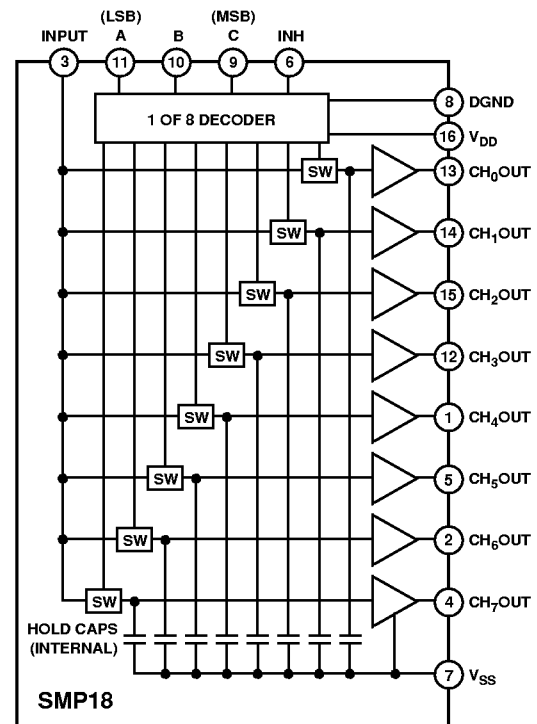 (LSB) (MSB)
INPUT A B C INH
3 11 10 9 6
8 DGND
1 OF 8 DECODER
16 VDD
SW 13 CH0OUT
SW 14 CH1OUT
SW 15 CH2OUT
SW 12 CH3OUT
SW 1 CH4OUT
SW 5 CH5OUT
SW 2 CH6OUT
SW 4 CH7OUT
HOLD CAPS
(INTERNAL)
7 VSS
SMP18